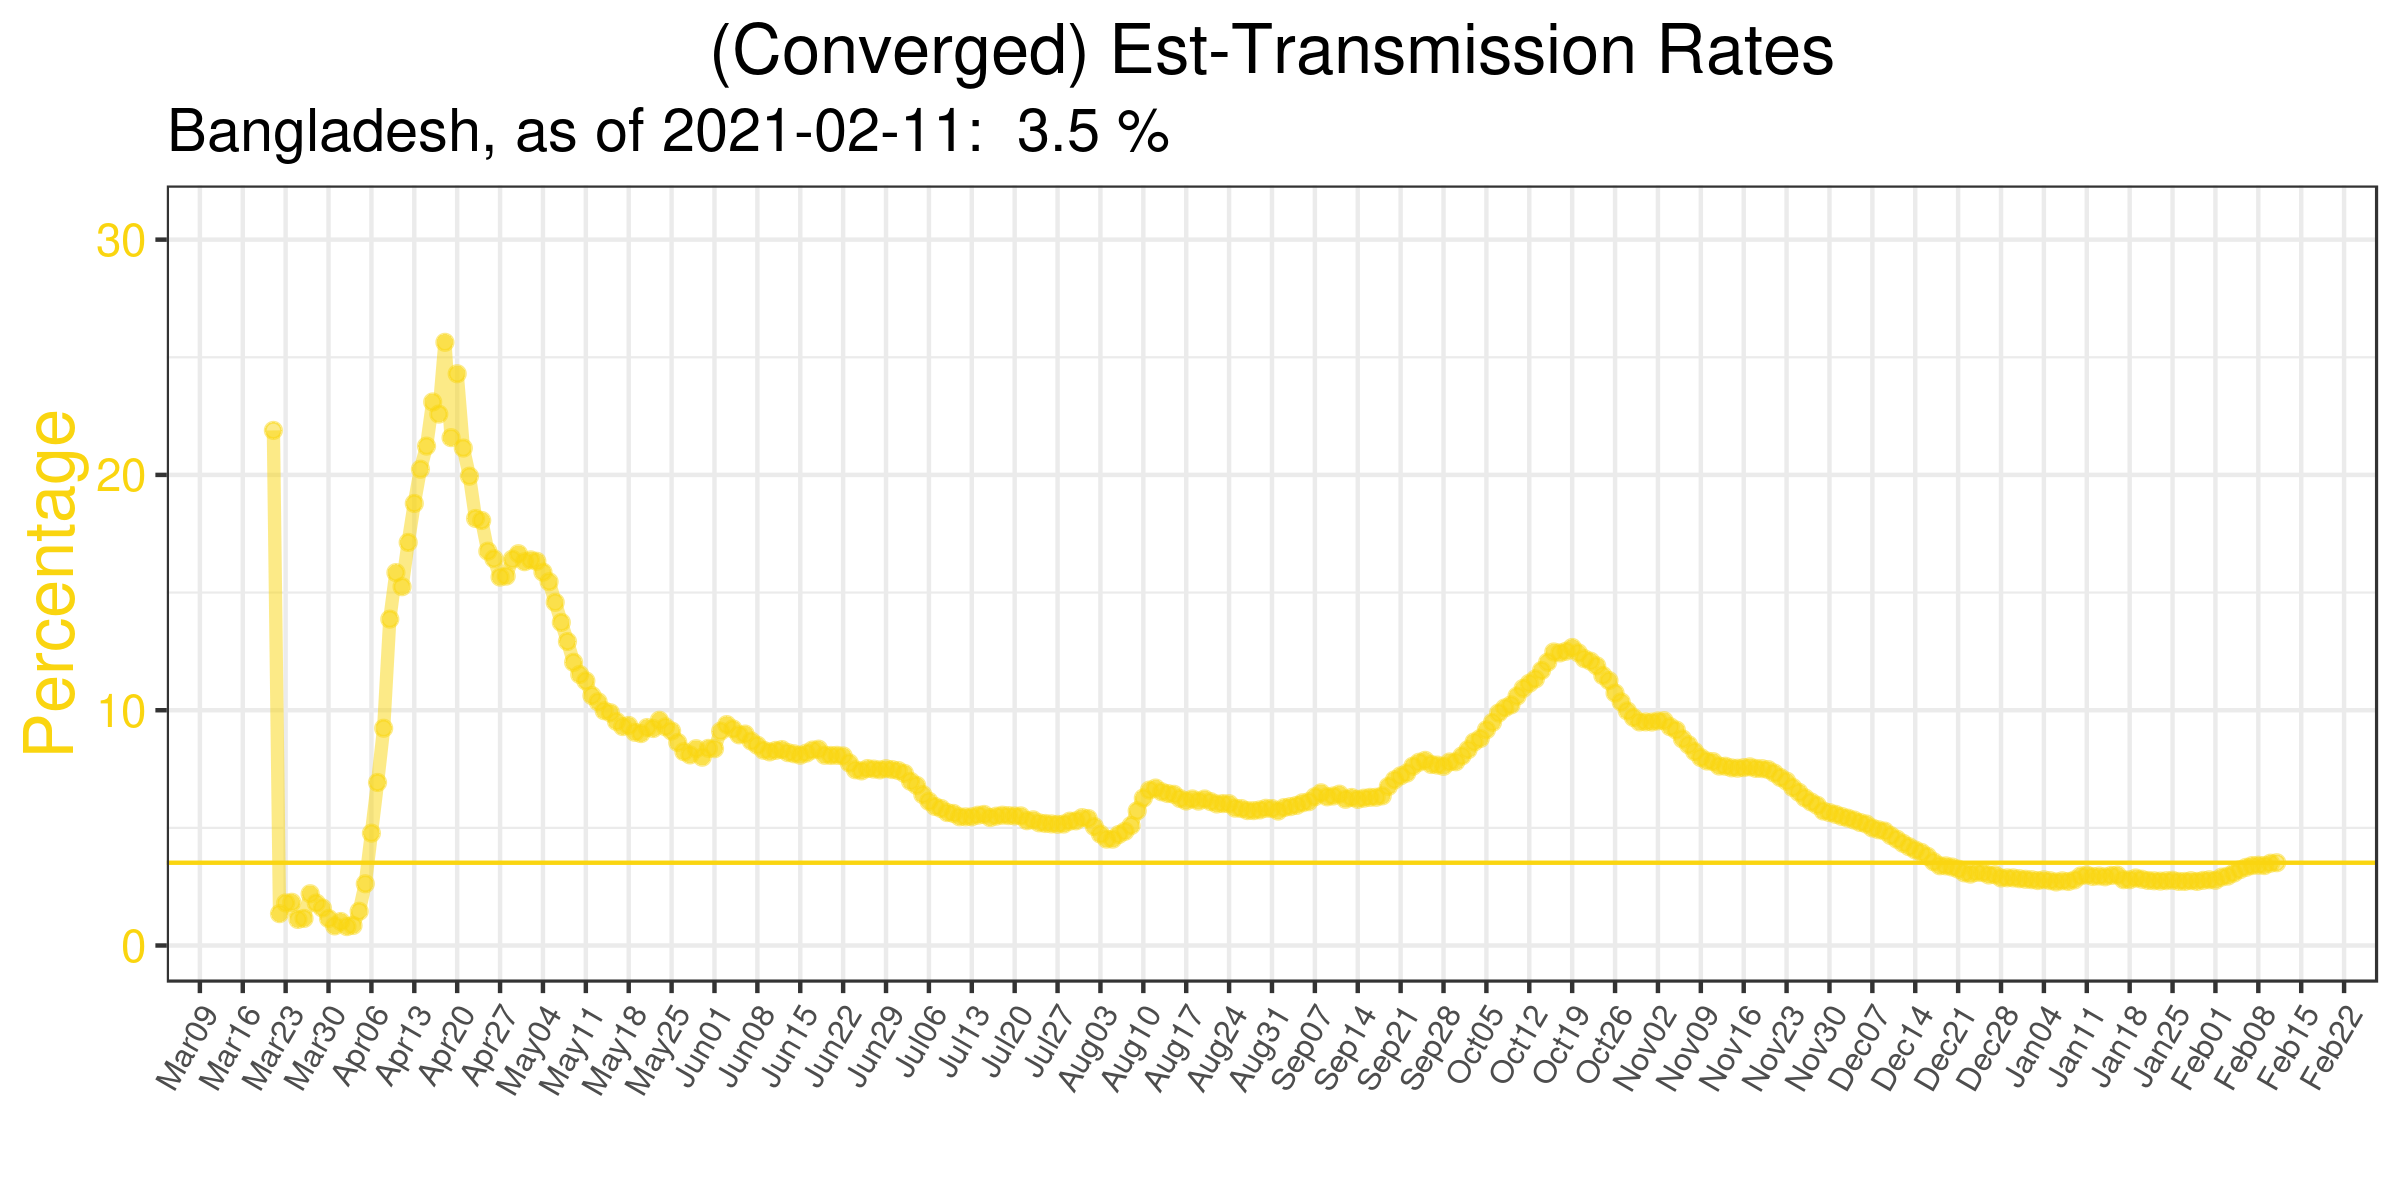 (Converged) Est-Transmission Rates
Bangladesh, as of 2021-02-11:  3.5 %
Percentage
30
20
10
0
Mar09
Mar16
Mar23
Mar30
Apr06
Apr13
Apr20
Apr27
May04
May11
May18
May25
Jun01
Jun08
Jun15
Jun22
Jun29
Jul06
Jul13
Jul20
Jul27
Aug03
Aug10
Aug17
Aug24
Aug31
Sep07
Sep14
Sep21
Sep28
Oct05
Oct12
Oct19
Oct26
Nov02
Nov09
Nov16
Nov23
Nov30
Dec07
Dec14
Dec21
Dec28
Jan04
Jan11
Jan18
Jan25
Feb01
Feb08
Feb15
Feb22